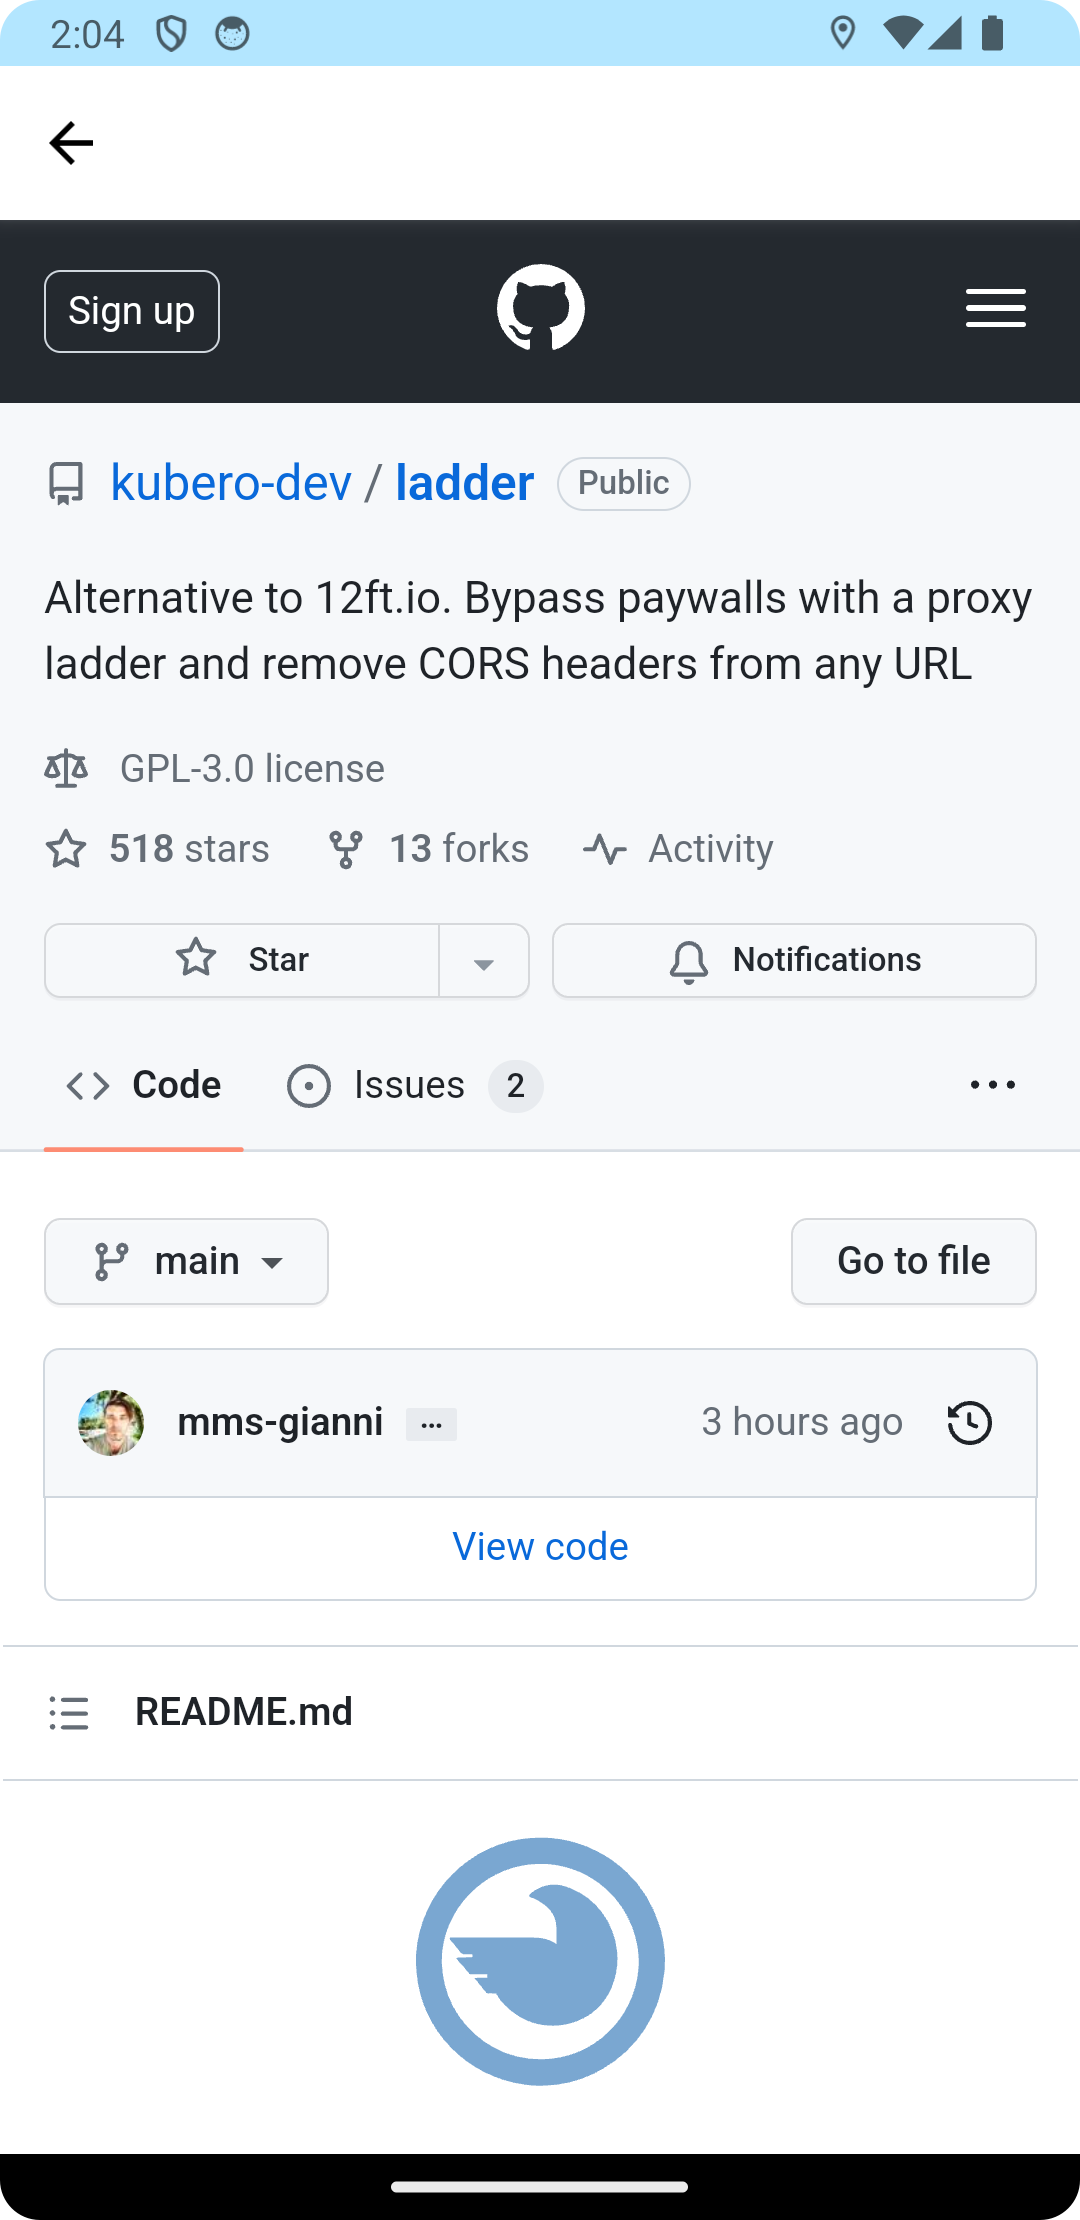 2:04
Sign up
kubero-dev / ladder Public
Alternative to 12ft.io. Bypass paywalls with a proxy
ladder and remove CORS headers from any URL
GPL-3.0 license
518 stars 13 forks Activity
Star Notifications
Code Issues 2 ...
main Go to file
mms-gianni ... 3 hours ago
View code
README.md